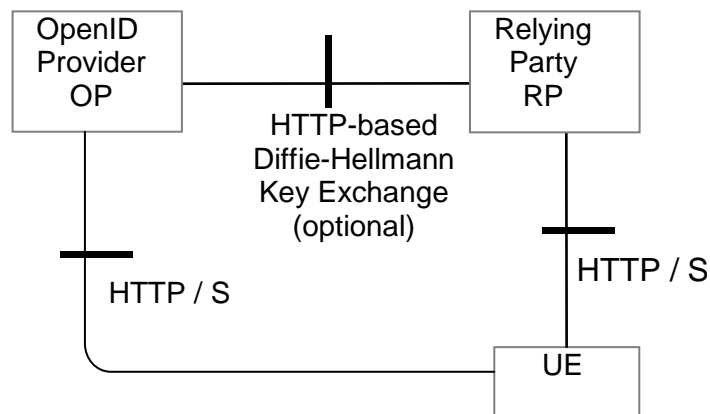 OpenID
Provider
OP
Relying
Party
RP
HTTP-based
Diffie-Hellmann
Key Exchange
(optional)
HTTP / S
HTTP / S
UE